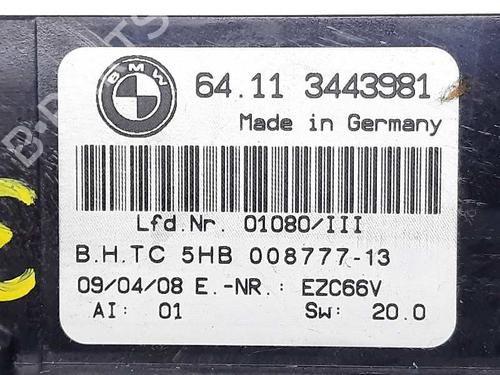 BMW
64.11 3443981
Made in Germany
Lfd.Nr. 01080/III
B.H.TC 5HB 008777-13
09/04/08 E.-NR.: EZC66V
AI: 01 Sw: 20.0